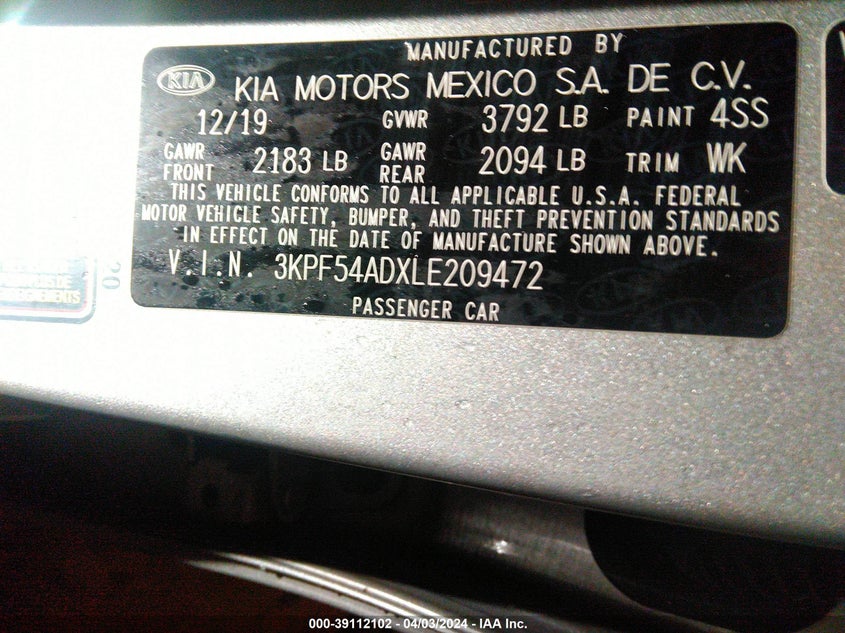 MANUFACTURED BY
KIA KIA MOTORS MEXICO S.A. DE C.V.
12/19 GVWR 3792 LB PAINT 4SS
GAWR FRONT 2183 LB GAWR REAR 2094 LB TRIM WK
THIS VEHICLE CONFORMS TO ALL APPLICABLE U.S.A. FEDERAL
MOTOR VEHICLE SAFETY, BUMPER, AND THEFT PREVENTION STANDARDS
IN EFFECT ON THE DATE OF MANUFACTURE SHOWN ABOVE.
V.I.N. 3KPF54ADXLE209472
PASSENGER CAR
000-39112102 - 04/03/2024 - IAA Inc.